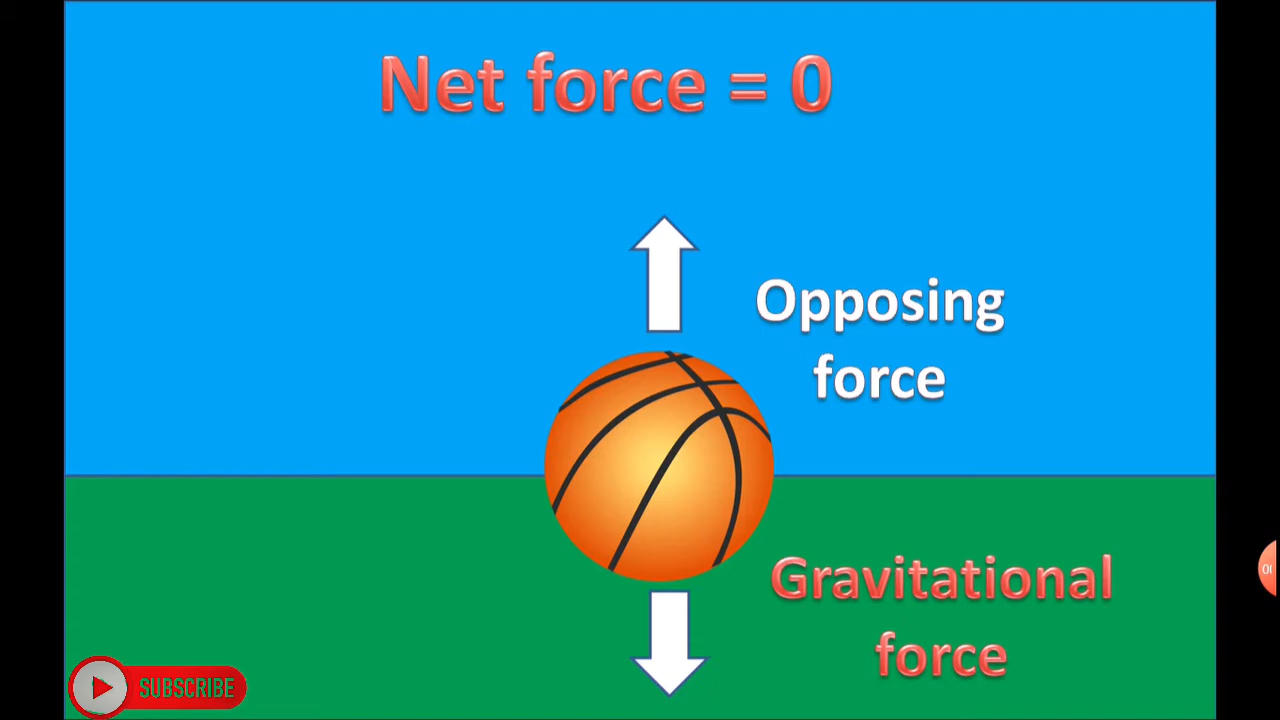 Net force = 0
Opposing
force
Gravitational
force
SUBSCRIBE